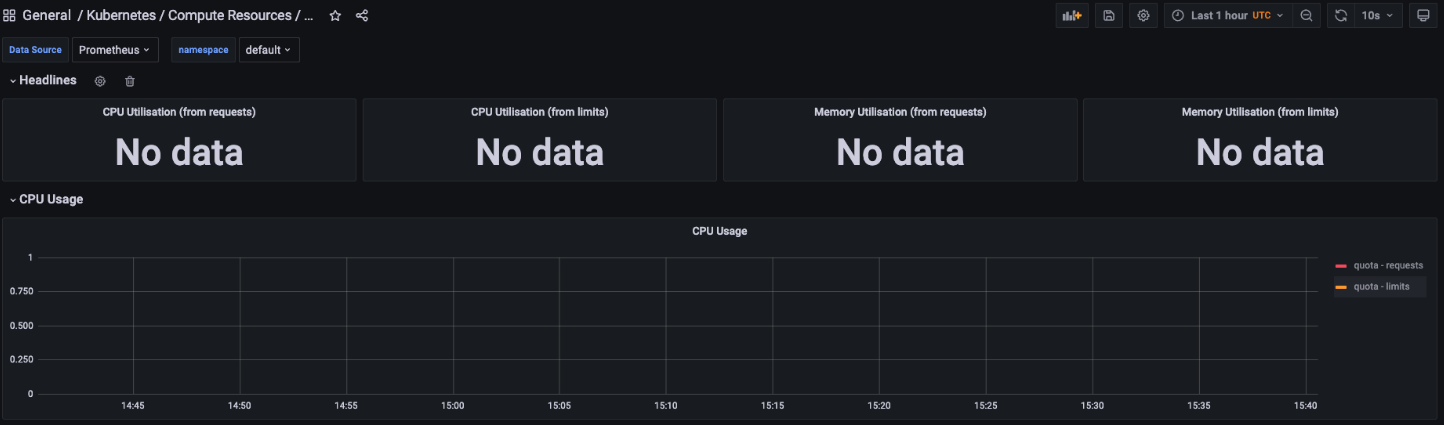 General / Kubernetes / Compute Resources / ...
Last 1 hour UTC
10s
Data Source Prometheus namespace default
Headlines
CPU Utilisation (from requests)
No data
CPU Utilisation (from limits)
No data
Memory Utilisation (from requests)
No data
Memory Utilisation (from limits)
No data
CPU Usage
CPU Usage
1
0.750
0.500
0.250
0
14:45 14:50 14:55 15:00 15:05 15:10 15:15 15:20 15:25 15:30 15:35 15:40
quota - requests
quota - limits